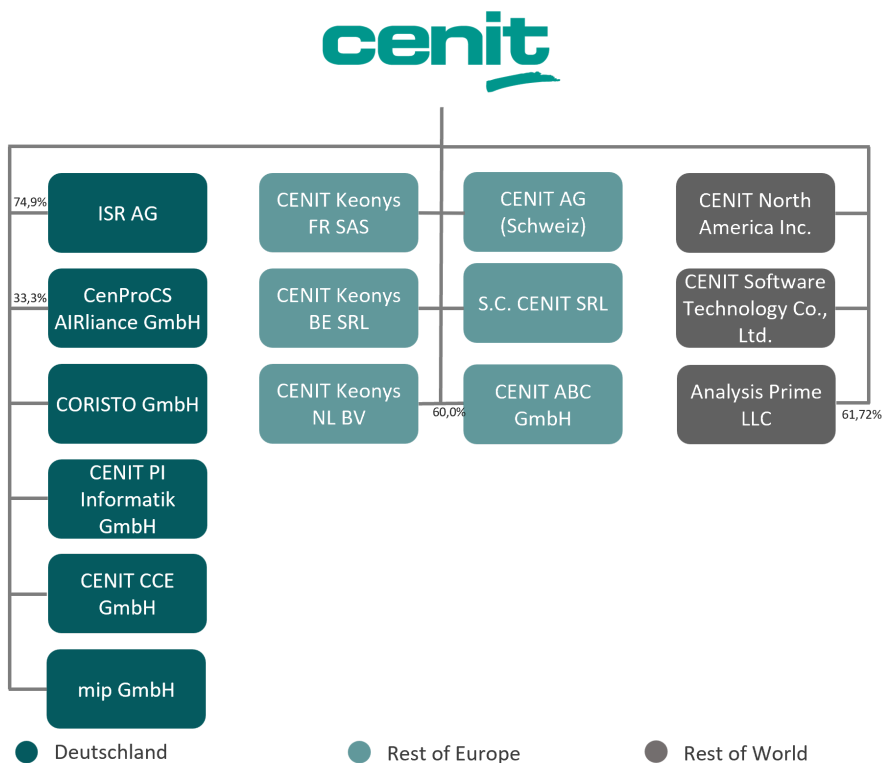 cenit
74,9%
ISR AG
33,3%
CenProCS
AIRliance GmbH
CORISTO GmbH
CENIT PI
Informatik
GmbH
CENIT CCE
GmbH
mip GmbH
CENIT Keonys
FR SAS
CENIT Keonys
BE SRL
CENIT Keonys
NL BV
CENIT AG
(Schweiz)
S.C. CENIT SRL
60,0%
CENIT ABC
GmbH
CENIT North
America Inc.
CENIT Software
Technology Co.,
Ltd.
Analysis Prime
LLC
61,72%
Deutschland
Rest of Europe
Rest of World